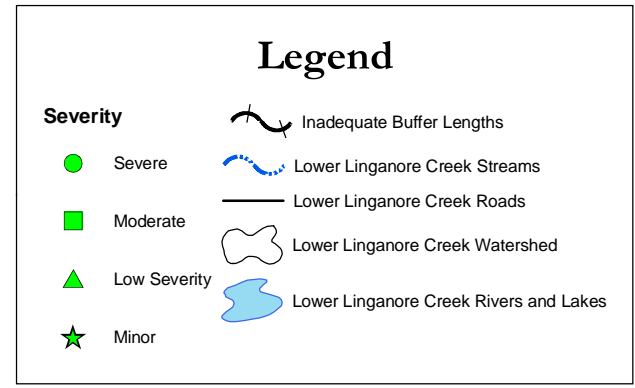 Legend
Severity
Severe
Moderate
Low Severity
Minor
Inadequate Buffer Lengths
Lower Linganore Creek Streams
Lower Linganore Creek Roads
Lower Linganore Creek Watershed
Lower Linganore Creek Rivers and Lakes